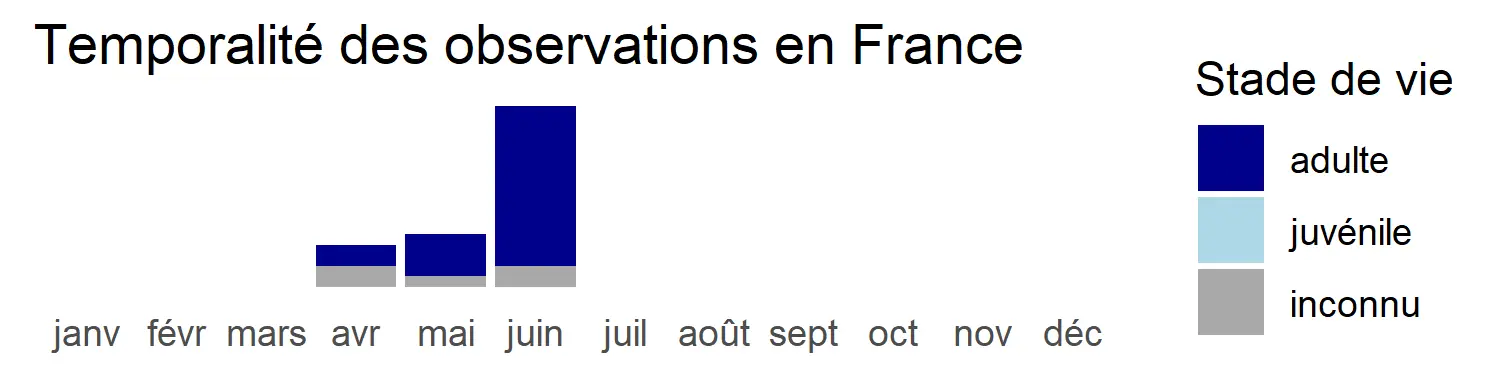 Temporalité des observations en France
Stade de vie
adulte
juvénile
inconnu
janv févr mars avr mai juin juil août sept oct nov déc